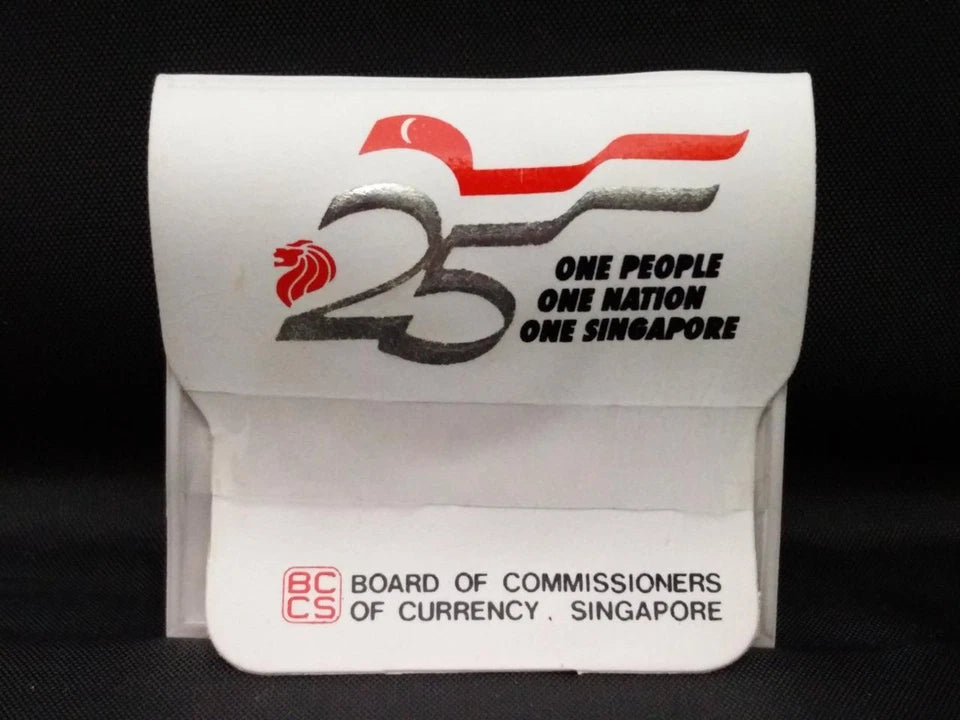 25
ONE PEOPLE
ONE NATION
ONE SINGAPORE
BC
CS
BOARD OF COMMISSIONERS
OF CURRENCY. SINGAPORE